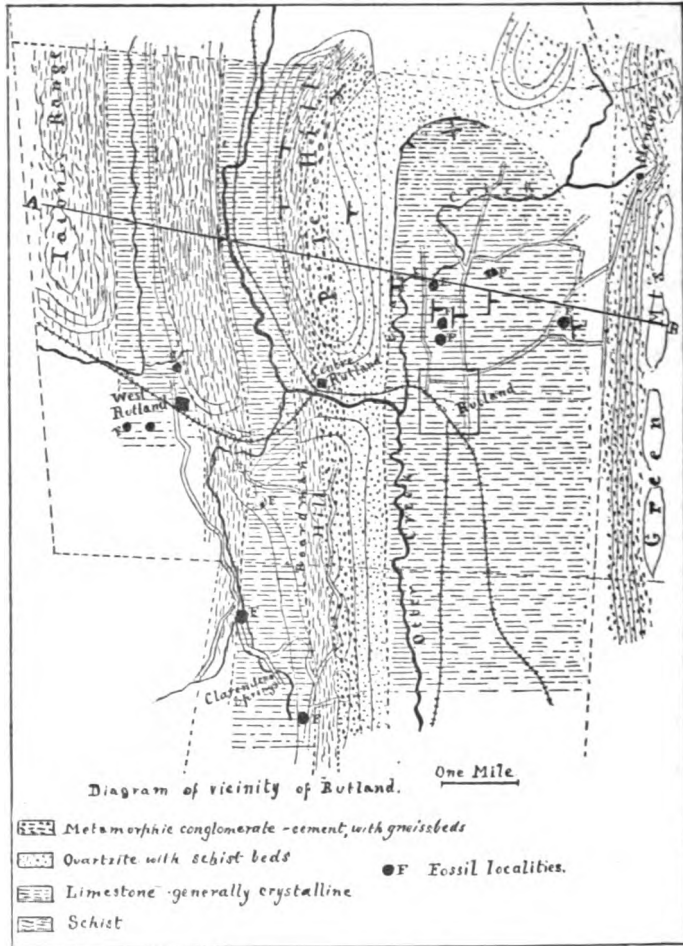 Taconic Range
A
Pine Hill
Creek
Mendon
F
F
F
F
B
Green Mts
West Rutland
F
Centre Rutland
Rutland
Boardman Hill
F
Otter Creek
F
Clarendon Springs
F
Diagram of vicinity of Rutland.
One Mile
Metamorphic conglomerate-cement, with gneissbeds
Quartzite with schist beds
Limestone-generally crystalline
Schist
F Fossil localities.